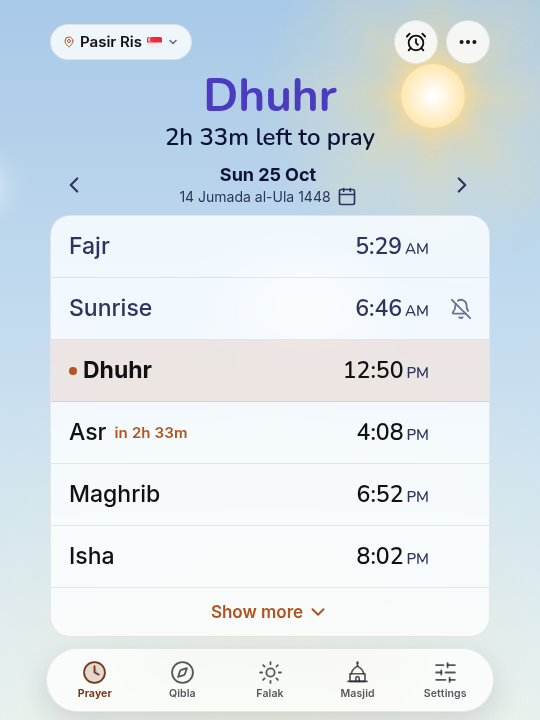 Pasir Ris
Dhuhr
2h 33m left to pray
Sun 25 Oct
14 Jumada al-Ula 1448
Fajr 5:29 AM
Sunrise 6:46 AM
Dhuhr 12:50 PM
Asr in 2h 33m 4:08 PM
Maghrib 6:52 PM
Isha 8:02 PM
Show more
Prayer Qibla Falak Masjid Settings